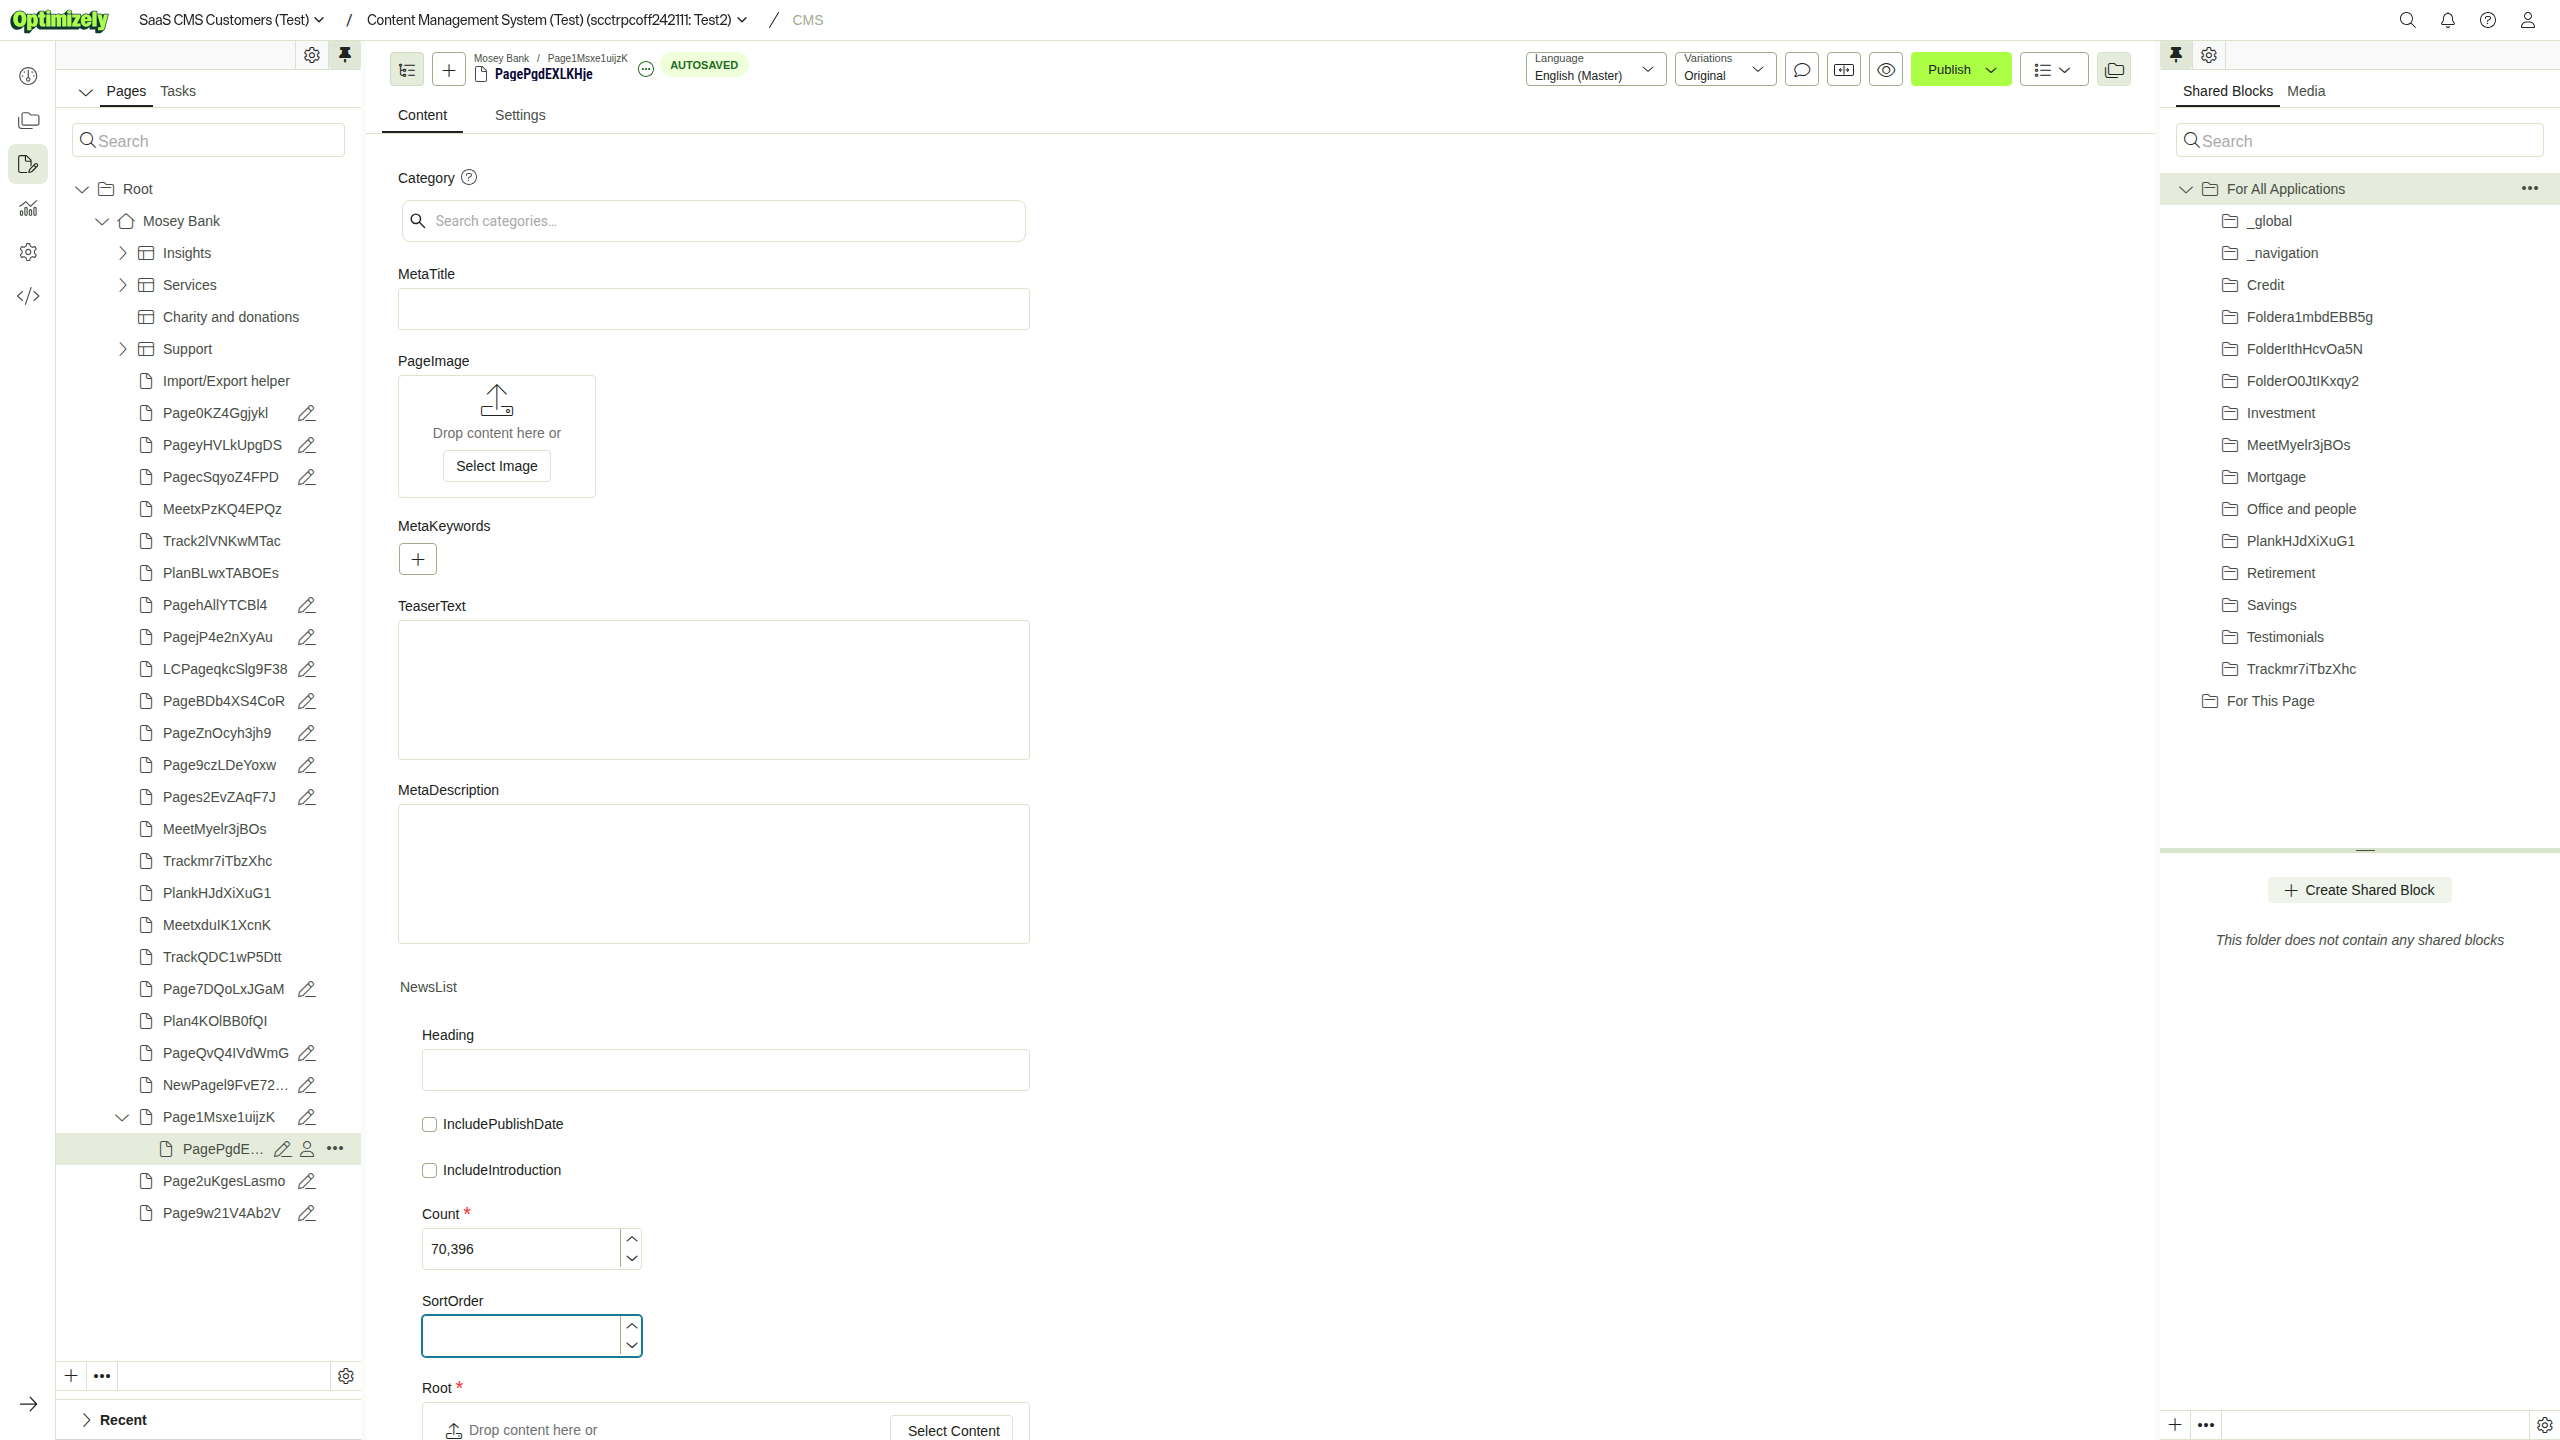 Optimizely
SaaS CMS Customers (Test) / Content Management System (Test) (scctrpcoff242111: Test2) / CMS
Pages Tasks
Search
Root
Mosey Bank
Insights
Services
Charity and donations
Support
Import/Export helper
Page0KZ4Ggjykl
PageyHVLkUpgDS
PagecSqyoZ4FPD
MeetxPzKQ4EPQz
Track2lVNKwMTac
PlanBLwxTABOEs
PagehAllYTCBl4
PagejP4e2nXyAu
LCPageqkcSlg9F38
PageBDb4XS4CoR
PageZnOcyh3jh9
Page9czLDeYoxw
Pages2EvZAqF7J
MeetMyelr3jBOs
Trackmr7iTbzXhc
PlankHJdXiXuG1
MeetxduIK1XcnK
TrackQDC1wP5Dtt
Page7DQoLxJGaM
Plan4KOlBB0fQI
PageQvQ4IVdWmG
NewPagel9FvE72...
Page1Msxe1uijzK
PagePgdE...
Page2uKgesLasmo
Page9w21V4Ab2V
Recent
Mosey Bank / Page1Msxe1uijzK
PagePgdEXLKHje
AUTOSAVED
Language
English (Master)
Variations
Original
Publish
Content Settings
Category
Search categories...
MetaTitle
PageImage
Drop content here or
Select Image
MetaKeywords
TeaserText
MetaDescription
NewsList
Heading
IncludePublishDate
IncludeIntroduction
Count *
70,396
SortOrder
Root *
Drop content here or
Select Content
Shared Blocks Media
Search
For All Applications
_global
_navigation
Credit
Foldera1mbdEBB5g
FolderIthHcvOa5N
FolderO0JtIKxqy2
Investment
MeetMyelr3jBOs
Mortgage
Office and people
PlankHJdXiXuG1
Retirement
Savings
Testimonials
Trackmr7iTbzXhc
For This Page
Create Shared Block
This folder does not contain any shared blocks